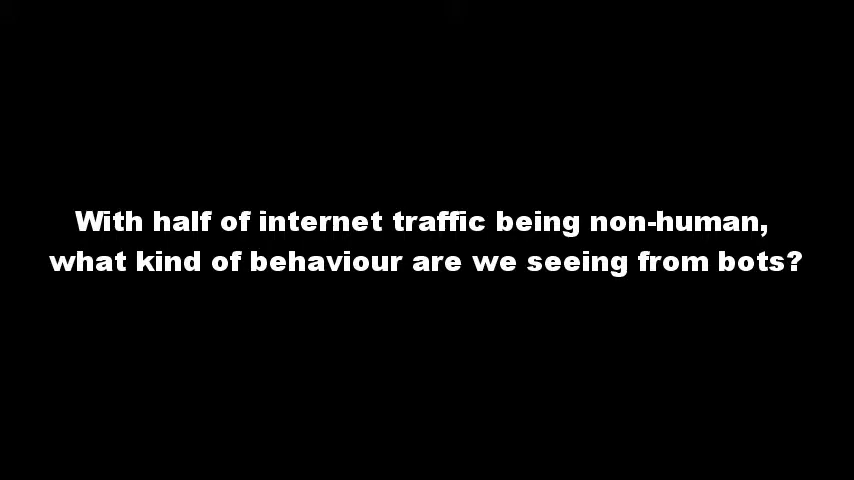 With half of internet traffic being non-human,
what kind of behaviour are we seeing from bots?